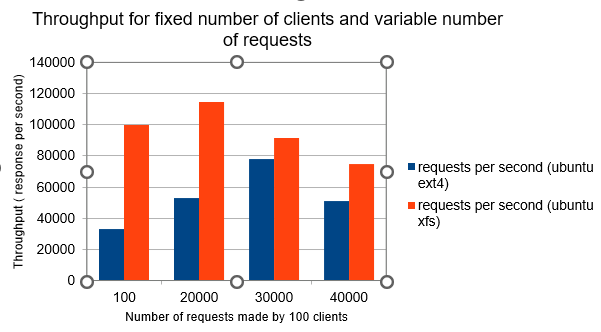 Throughput for fixed number of clients and variable number
of requests
Throughput ( response per second)
140000
120000
100000
80000
60000
40000
20000
0
100 20000 30000 40000
Number of requests made by 100 clients
requests per second (ubuntu
ext4)
requests per second (ubuntu
xfs)